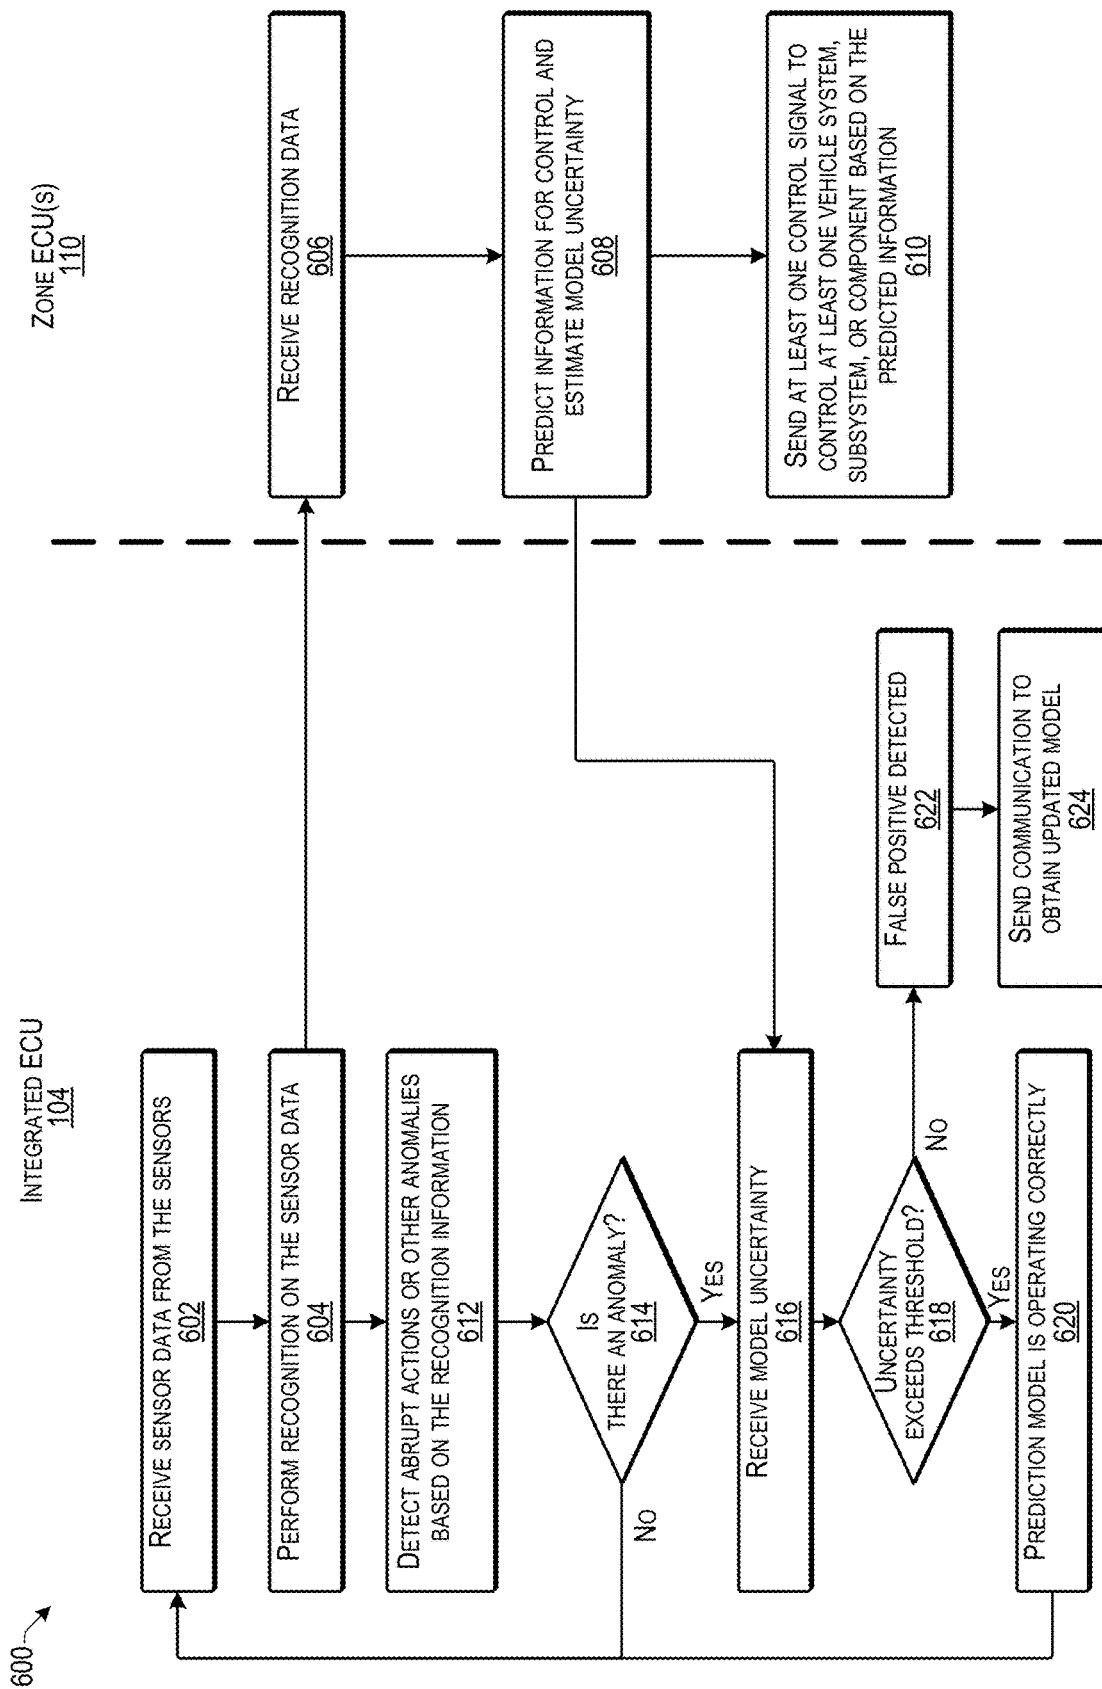 600
INTEGRATED ECU
104
ZONE ECU(S)
110
RECEIVE SENSOR DATA FROM THE SENSORS
602
PERFORM RECOGNITION ON THE SENSOR DATA
604
RECEIVE RECOGNITION DATA
606
DETECT ABRUPT ACTIONS OR OTHER ANOMALIES
BASED ON THE RECOGNITION INFORMATION
612
PREDICT INFORMATION FOR CONTROL AND
ESTIMATE MODEL UNCERTAINTY
608
IS
THERE AN ANOMALY?
614
NO
YES
SEND AT LEAST ONE CONTROL SIGNAL TO
CONTROL AT LEAST ONE VEHICLE SYSTEM,
SUBSYSTEM, OR COMPONENT BASED ON THE
PREDICTED INFORMATION
610
RECEIVE MODEL UNCERTAINTY
616
UNCERTAINTY
EXCEEDS THRESHOLD?
618
NO
YES
FALSE POSITIVE DETECTED
622
PREDICTION MODEL IS OPERATING CORRECTLY
620
SEND COMMUNICATION TO
OBTAIN UPDATED MODEL
624